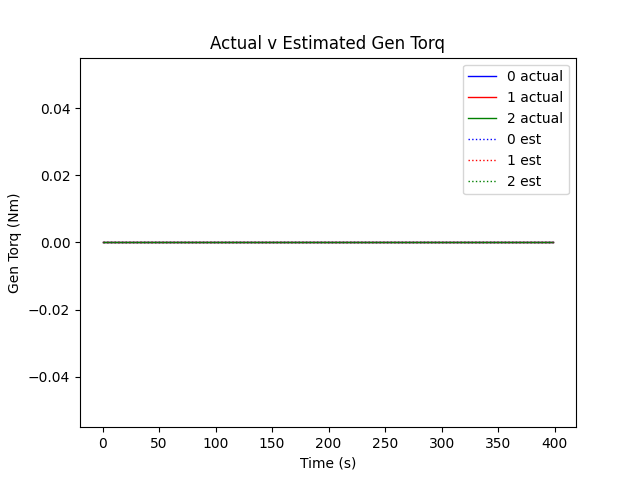 Actual v Estimated Gen Torq
0 actual
1 actual
2 actual
0 est
1 est
2 est
0.04
0.02
0.00
−0.02
−0.04
Gen Torq (Nm)
0 50 100 150 200 250 300 350 400
Time (s)